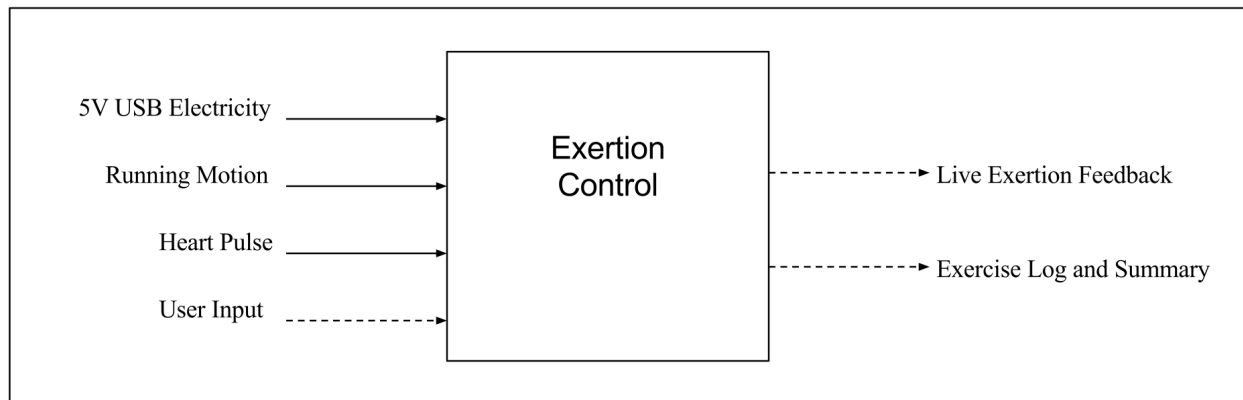 5V USB Electricity
Running Motion
Heart Pulse
User Input
Exertion
Control
Live Exertion Feedback
Exercise Log and Summary